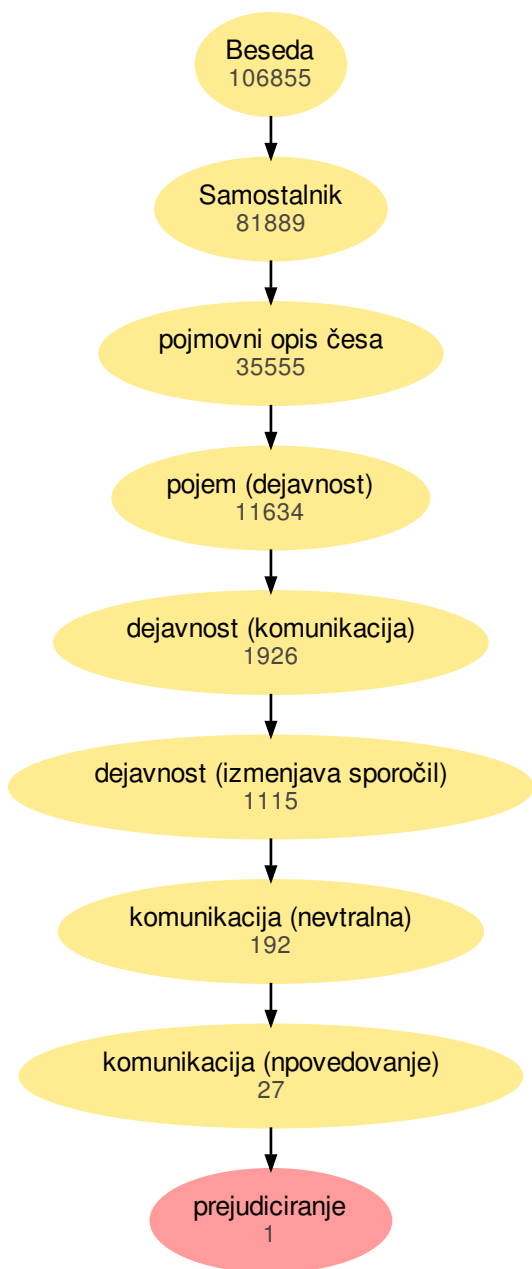 Beseda
106855
Samostalnik
81889
pojmovni opis česa
35555
pojem (dejavnost)
11634
dejavnost (komunikacija)
1926
dejavnost (izmenjava sporočil)
1115
komunikacija (nevtralna)
192
komunikacija (npovedovanje)
27
prejudiciranje
1